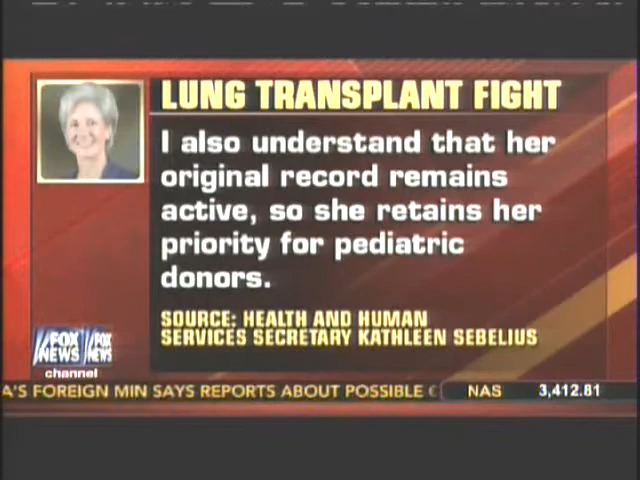 LUNG TRANSPLANT FIGHT
I also understand that her
original record remains
active, so she retains her
priority for pediatric
donors.
SOURCE: HEALTH AND HUMAN
SERVICES SECRETARY KATHLEEN SEBELIUS
FOX NEWS FOX NEWS
channel
A'S FOREIGN MIN SAYS REPORTS ABOUT POSSIBLE NAS 3,412.81